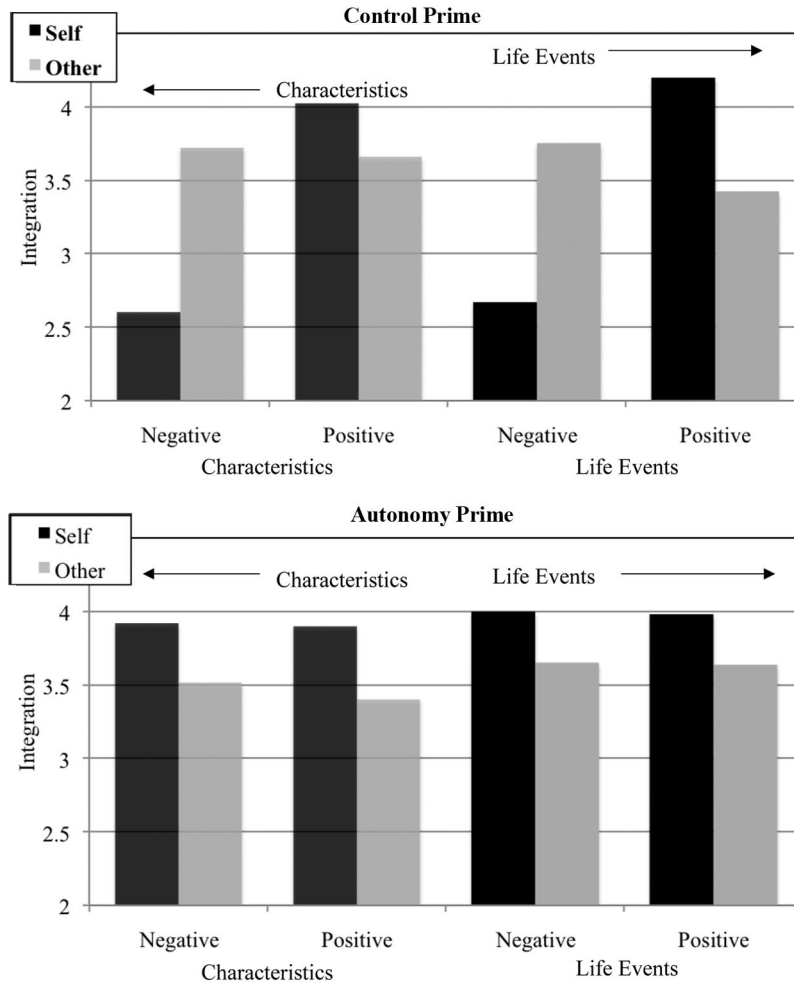 Control Prime
Self
Other
Life Events
Characteristics
Integration
4
3.5
3
2.5
2
Negative Positive Negative Positive
Characteristics Life Events
Autonomy Prime
Self
Other
Characteristics Life Events
Integration
4
3.5
3
2.5
2
Negative Positive Negative Positive
Characteristics Life Events